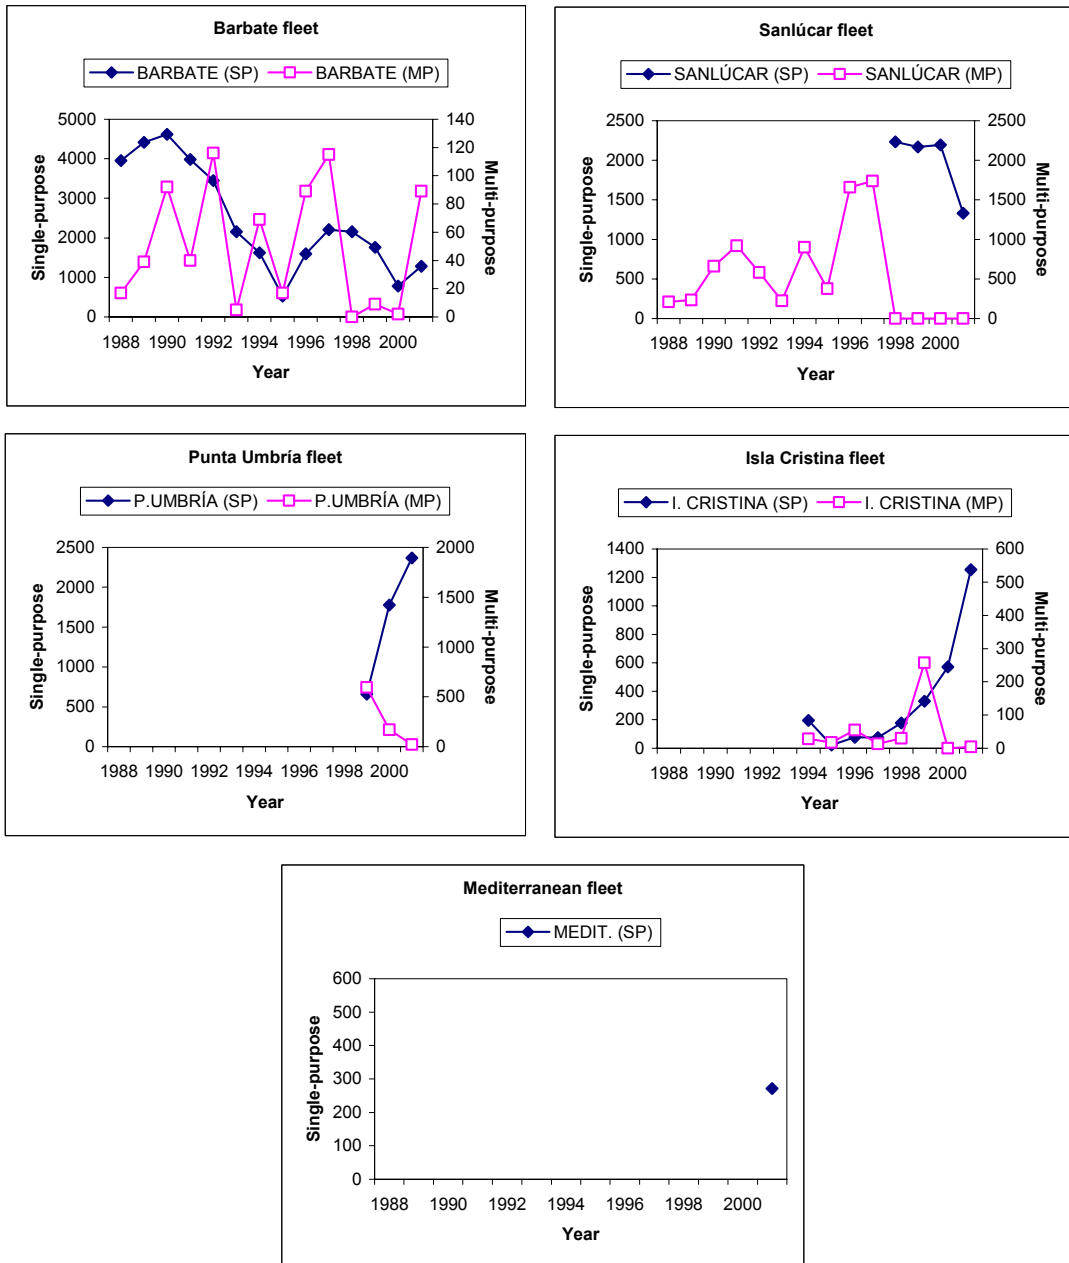 Barbate fleet
BARBATE (SP) BARBATE (MP)
5000 140
4000 120
3000 100
2000 80
1000 60
0 40
20
0
Single-purpose
Multi-purpose
1988 1990 1992 1994 1996 1998 2000
Year
Sanlúcar fleet
SANLÚCAR (SP) SANLÚCAR (MP)
2500 2500
2000 2000
1500 1500
1000 1000
500 500
0 0
Single-purpose
Multi-purpose
1988 1990 1992 1994 1996 1998 2000
Year
Punta Umbría fleet
P.UMBRÍA (SP) P.UMBRÍA (MP)
2500 2000
2000 1500
1500 1000
1000 500
500 0
0
Single-purpose
Multi-purpose
1988 1990 1992 1994 1996 1998 2000
Year
Isla Cristina fleet
I. CRISTINA (SP) I. CRISTINA (MP)
1400 600
1200 500
1000 400
800 300
600 200
400 100
200 0
0
Single-purpose
Multi-purpose
1988 1990 1992 1994 1996 1998 2000
Year
Mediterranean fleet
MEDIT. (SP)
600
500
400
300
200
100
0
Single-purpose
1988 1990 1992 1994 1996 1998 2000
Year